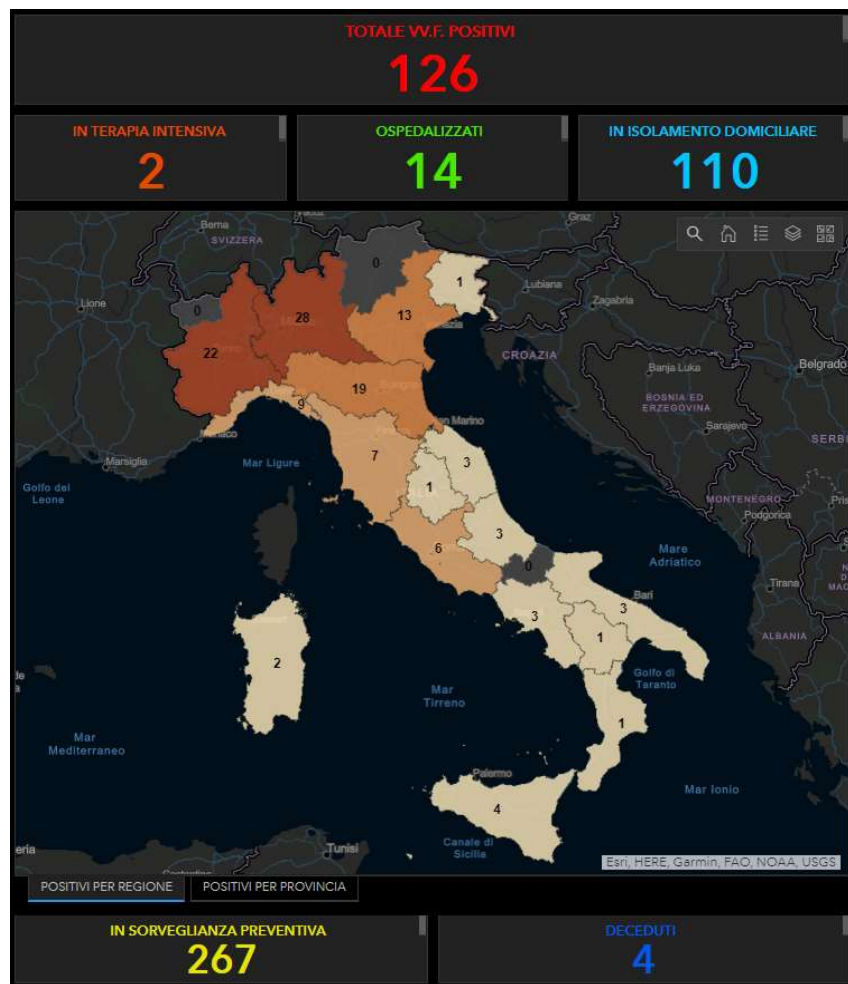 TOTALE VV.F. POSITIVI
126
IN TERAPIA INTENSIVA
2
OSPEDALIZZATI
14
IN ISOLAMENTO DOMICILIARE
110
Berna
SVIZZERA
Graz
0
1
Lubiana
Lione
0
28
13
Zagabria
22
CROAZIA
Banja Luka
Belgrado
19
BOSNIA ED
ERZEGOVINA
9
Sarajevo
Marsiglia
Mar Ligure
7
3
SERBI
Golfo del
Leone
1
MONTENEGRO
Podgorica
3
6
Mare
Adriatico
0
Tirana
Bari
3
3
1
ALBANIA
2
Golfo di
Taranto
Mar
Tirreno
1
Mar
Mediterraneo
Palermo
Mar Ionio
4
Canale di
Sicilia
Tunisi
Esri, HERE, Garmin, FAO, NOAA, USGS
POSITIVI PER REGIONE
POSITIVI PER PROVINCIA
IN SORVEGLIANZA PREVENTIVA
267
DECEDUTI
4